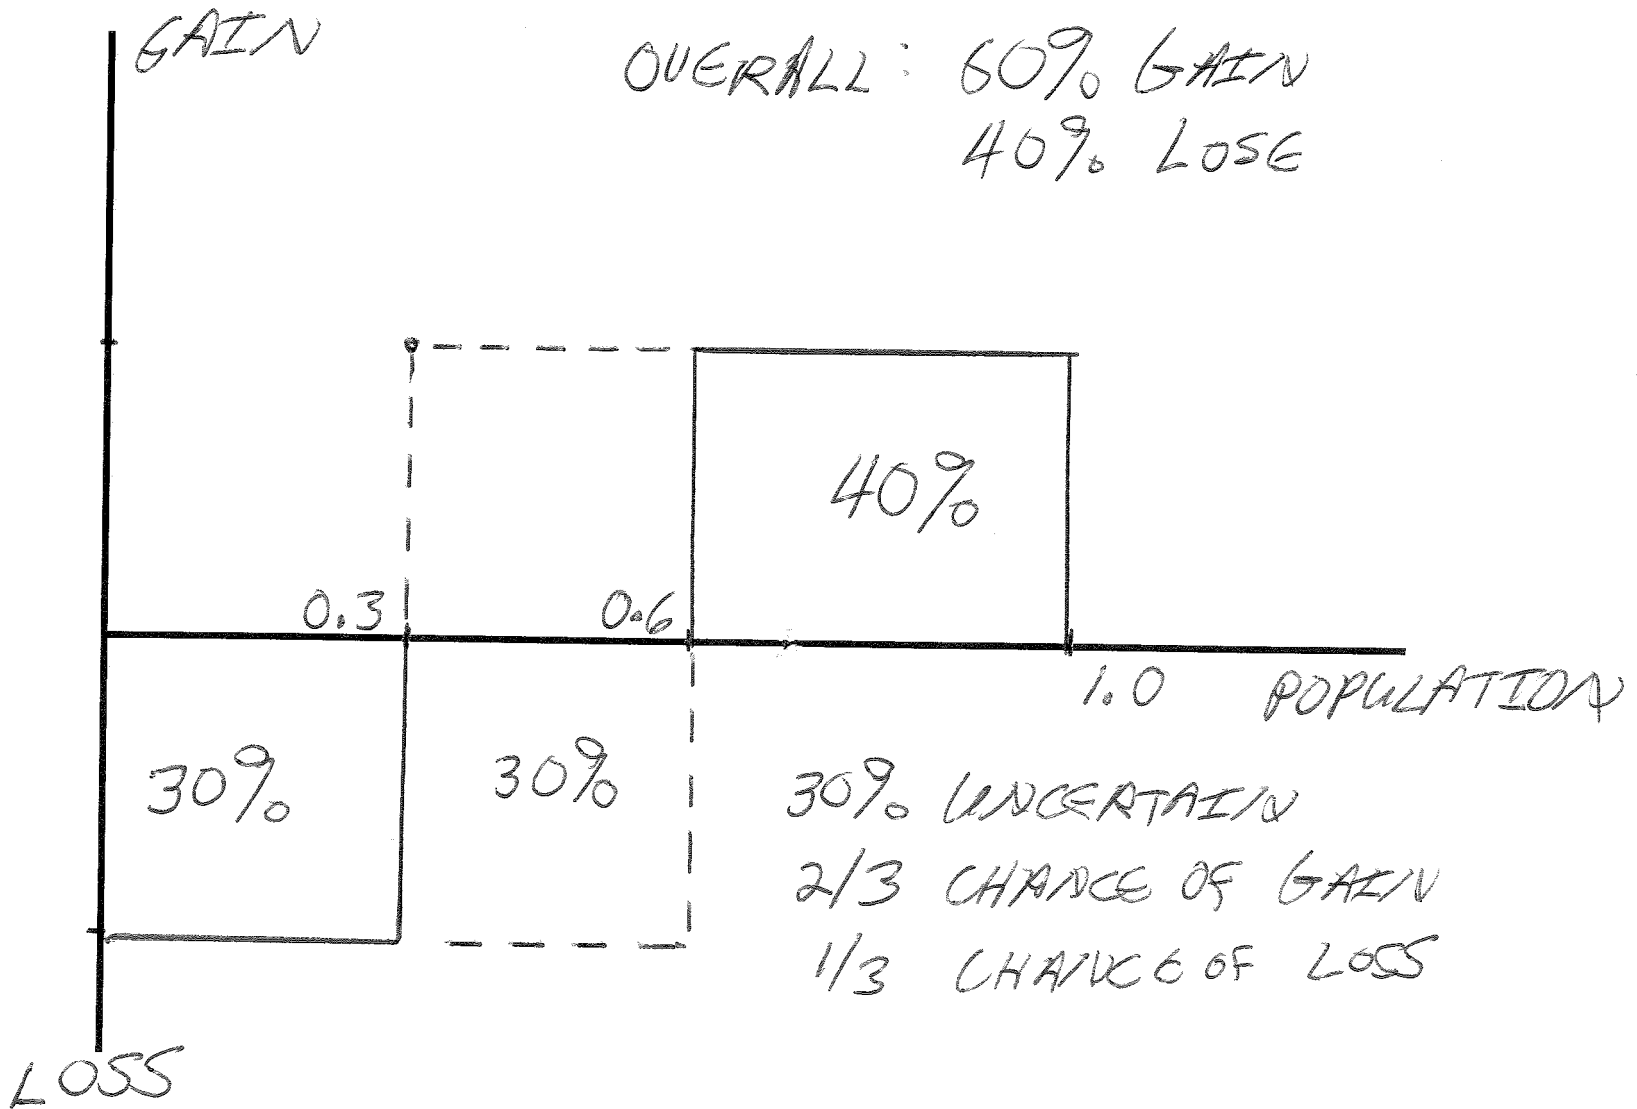 GAIN
OVERALL: 60% GAIN
40% LOSE
40%
0.3
0.6
1.0
POPULATION
30%
30%
30% UNCERTAIN
2/3 CHANCE OF GAIN
1/3 CHANCE OF LOSS
LOSS